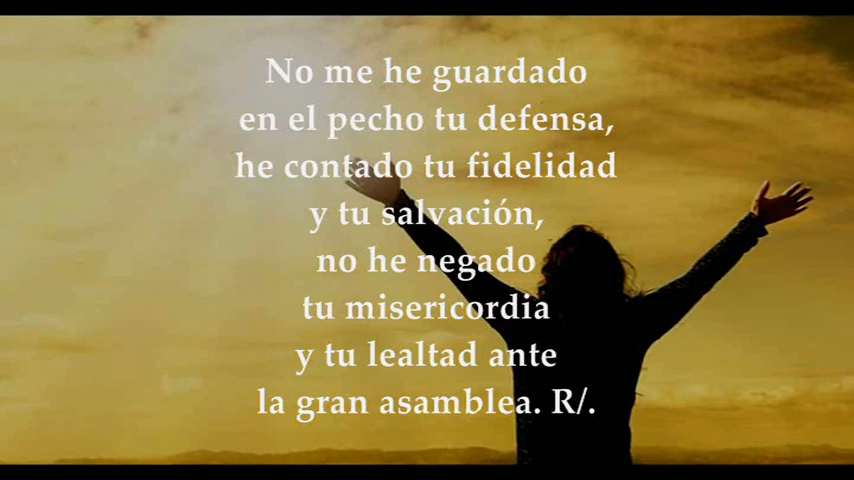 No me he guardado
en el pecho tu defensa,
he contado tu fidelidad
y tu salvación,
no he negado
tu misericordia
y tu lealtad ante
la gran asamblea. R/.